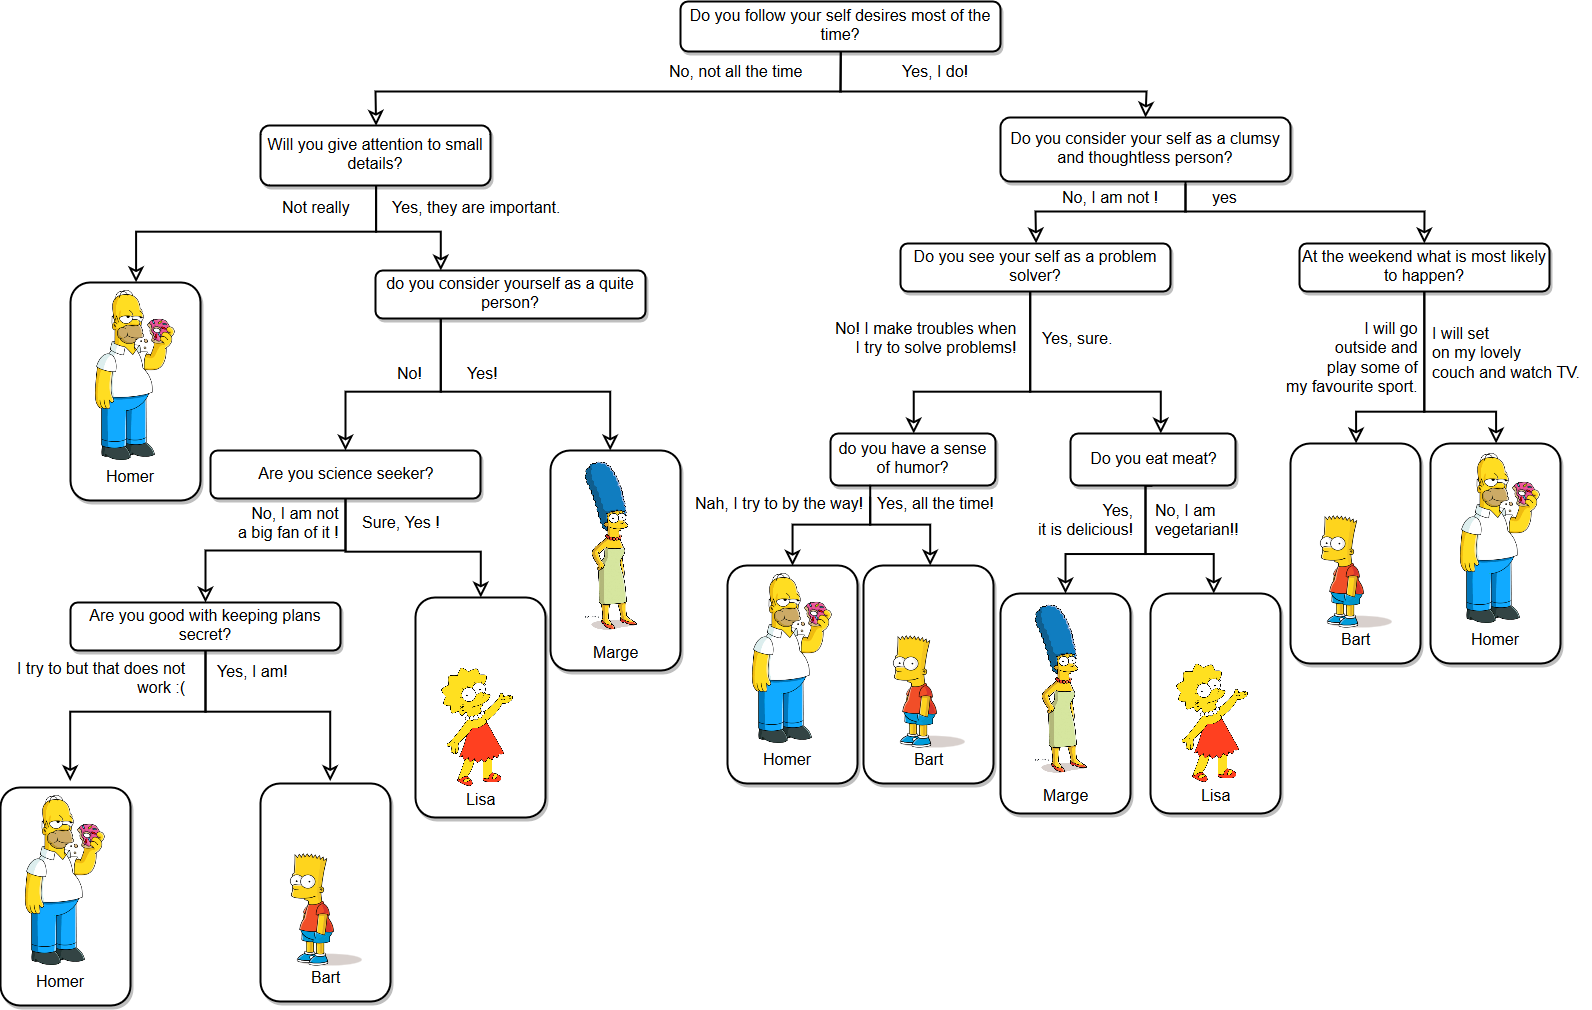 Do you follow your self desires most of the
time?
No, not all the time
Yes, I do!
Will you give attention to small
details?
Do you consider your self as a clumsy
and thoughtless person?
Not really
Yes, they are important.
No, I am not !
yes
do you consider yourself as a quite
person?
Do you see your self as a problem
solver?
At the weekend what is most likely
to happen?
Homer
No!
Yes!
No! I make troubles when
I try to solve problems!
Yes, sure.
I will go
outside and
play some of
my favourite sport.
I will set
on my lovely
couch and watch TV.
Are you science seeker?
Marge
do you have a sense
of humor?
Do you eat meat?
Bart
Homer
No, I am not
a big fan of it !
Sure, Yes !
Nah, I try to by the way!
Yes, all the time!
Yes,
it is delicious!
No, I am
vegetarian!!
Are you good with keeping plans
secret?
Lisa
Homer
Bart
Marge
Lisa
I try to but that does not
work :(
Yes, I am!
Homer
Bart